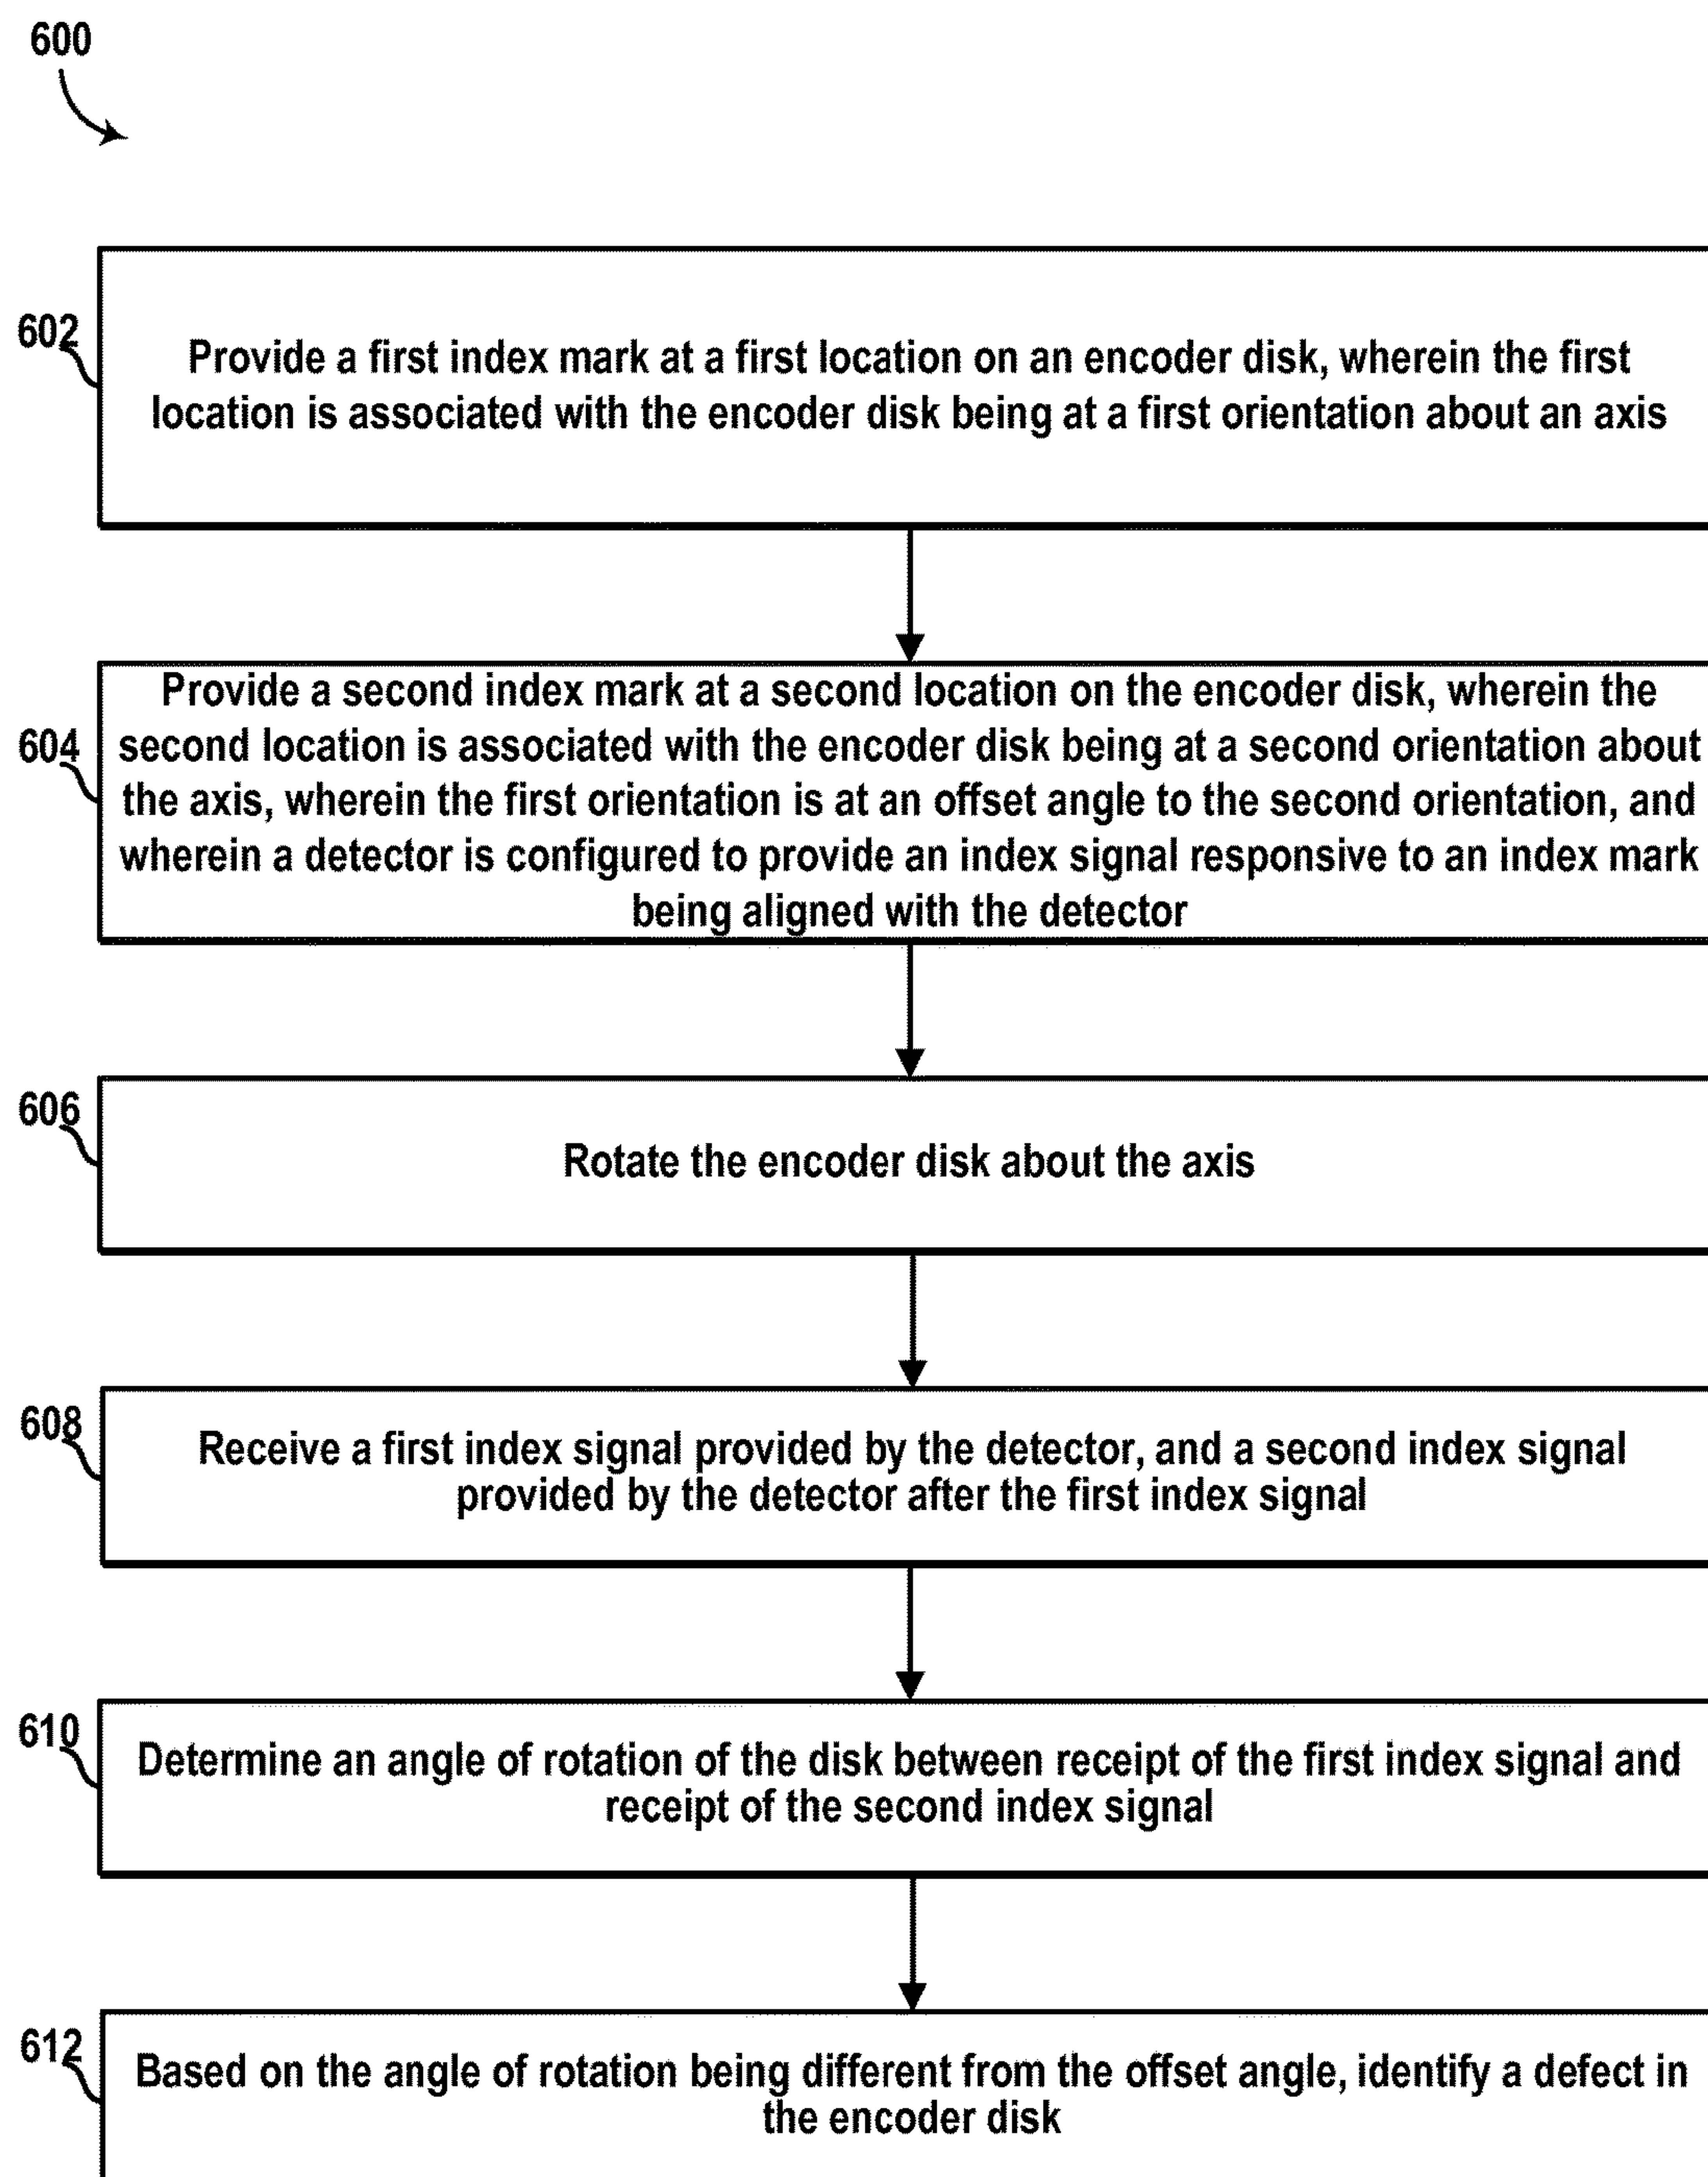 600
602
Provide a first index mark at a first location on an encoder disk, wherein the first
location is associated with the encoder disk being at a first orientation about an axis
604
Provide a second index mark at a second location on the encoder disk, wherein the
second location is associated with the encoder disk being at a second orientation about
the axis, wherein the first orientation is at an offset angle to the second orientation, and
wherein a detector is configured to provide an index signal responsive to an index mark
being aligned with the detector
606
Rotate the encoder disk about the axis
608
Receive a first index signal provided by the detector, and a second index signal
provided by the detector after the first index signal
610
Determine an angle of rotation of the disk between receipt of the first index signal and
receipt of the second index signal
612
Based on the angle of rotation being different from the offset angle, identify a defect in
the encoder disk